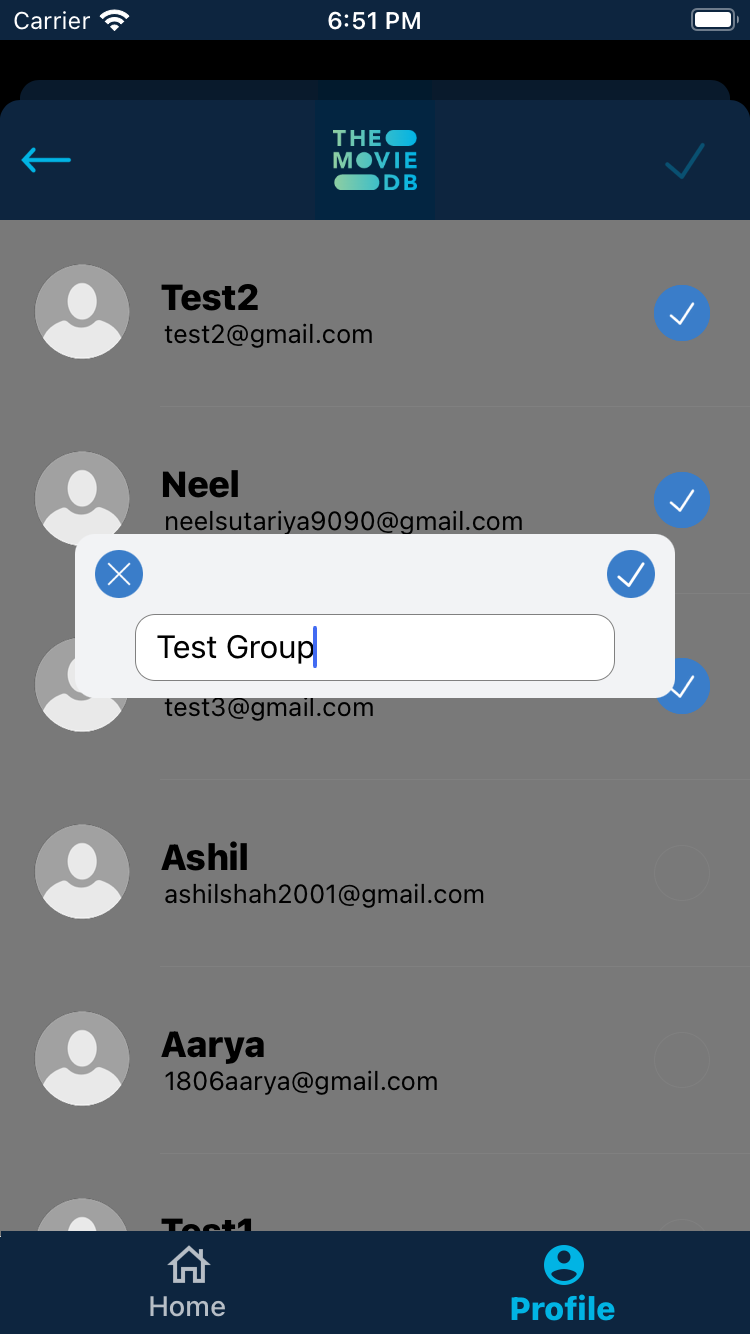 Carrier 6:51 PM
THE
MOVIE
DB
Test2
test2@gmail.com
Neel
neelsutariya9090@gmail.com
Test Group
test3@gmail.com
Ashil
ashilshah2001@gmail.com
Aarya
1806aarya@gmail.com
Test1
Home Profile